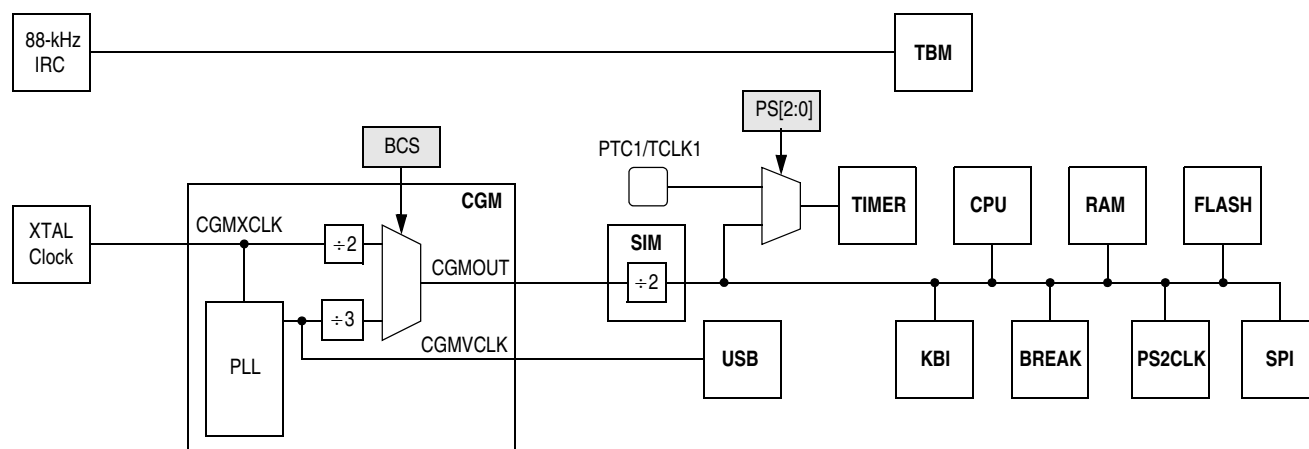 88-kHz
IRC
TBM
PS[2:0]
BCS
PTC1/TCLK1
CGM
XTAL
Clock
CGMXCLK
÷2
CGMOUT
SIM
÷2
TIMER
CPU
RAM
FLASH
PLL
÷3
CGMVCLK
USB
KBI
BREAK
PS2CLK
SPI